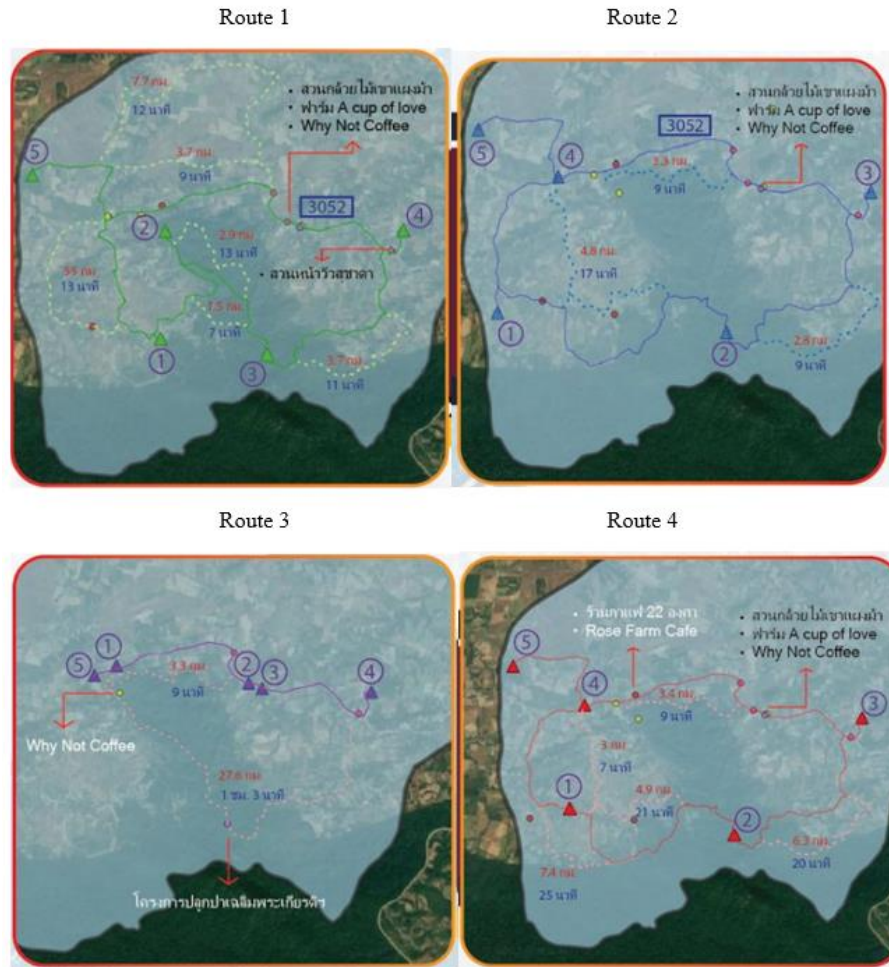 Route 1
Route 2
7.7 กม.
12 นาที
• สวนกล้วยไม้เขาแผงม้า
• ฟาร์ม A cup of love
• Why Not Coffee
3.7 กม.
9 นาที
5
3052
2
4
2.9 กม.
13 นาที
• สวนหน้าวัวสุชาดา
13 นาที
1.5 กม.
7 นาที
1
3
3.7 กม.
11 นาที
• สวนกล้วยไม้เขาแผงม้า
• ฟาร์ม A cup of love
• Why Not Coffee
3052
5
4
3.3 กม.
9 นาที
3
4.8 กม.
17 นาที
1
2
2.8 กม.
9 นาที
Route 3
Route 4
1
5
3.3 กม.
9 นาที
2
3
4
Why Not Coffee
27.6 กม.
1 ชม. 3 นาที
โครงการปลูกป่าเฉลิมพระเกียรติฯ
• ร้านกาแฟ 22 องศา
• Rose Farm Cafe
• สวนกล้วยไม้เขาแผงม้า
• ฟาร์ม A cup of love
• Why Not Coffee
5
4
3.4 กม.
9 นาที
3
3 กม.
7 นาที
1
4.9 กม.
21 นาที
2
7.4 กม.
25 นาที
6.3 กม.
20 นาที